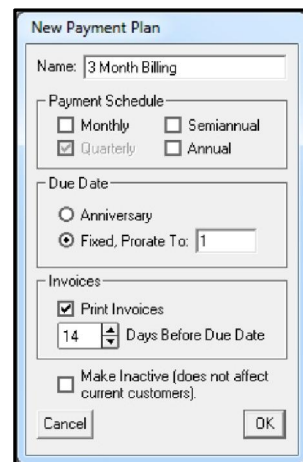 New Payment Plan
Name: 3 Month Billing
Payment Schedule
Monthly Semiannual
Quarterly Annual
Due Date
Anniversary
Fixed, Prorate To: 1
Invoices
Print Invoices
14 Days Before Due Date
Make Inactive (does not affect
current customers).
Cancel OK